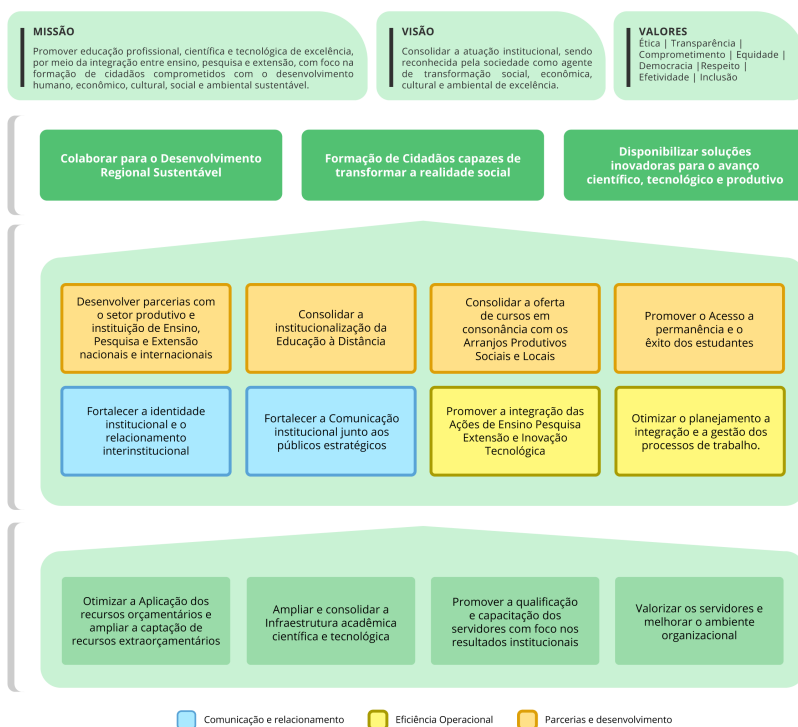 MISSÃO
Promover educação profissional, científica e tecnológica de excelência,
por meio da integração entre ensino, pesquisa e extensão, com foco na
formação de cidadãos comprometidos com o desenvolvimento
humano, econômico, cultural, social e ambiental sustentável.
VISÃO
Consolidar a atuação institucional, sendo
reconhecida pela sociedade como agente
de transformação social, econômica,
cultural e ambiental de excelência.
VALORES
Ética | Transparência |
Comprometimento | Equidade |
Democracia |Respeito |
Efetividade | Inclusão
Colaborar para o Desenvolvimento
Regional Sustentável
Formação de Cidadãos capazes de
transformar a realidade social
Disponibilizar soluções
inovadoras para o avanço
científico, tecnológico e produtivo
Desenvolver parcerias com
o setor produtivo e
instituição de Ensino,
Pesquisa e Extensão
nacionais e internacionais
Consolidar a
institucionalização da
Educação à Distância
Consolidar a oferta
de cursos em
consonância com os
Arranjos Produtivos
Sociais e Locais
Promover o Acesso a
permanência e o
êxito dos estudantes
Fortalecer a identidade
institucional e o
relacionamento
interinstitucional
Fortalecer a Comunicação
institucional junto aos
públicos estratégicos
Promover a integração das
Ações de Ensino Pesquisa
Extensão e Inovação
Tecnológica
Otimizar o planejamento a
integração e a gestão dos
processos de trabalho.
Otimizar a Aplicação dos
recursos orçamentários e
ampliar a captação de
recursos extraorçamentários
Ampliar e consolidar a
Infraestrutura acadêmica
científica e tecnológica
Promover a qualificação
e capacitação dos
servidores com foco nos
resultados institucionais
Valorizar os servidores e
melhorar o ambiente
organizacional
Comunicação e relacionamento
Eficiência Operacional
Parcerias e desenvolvimento